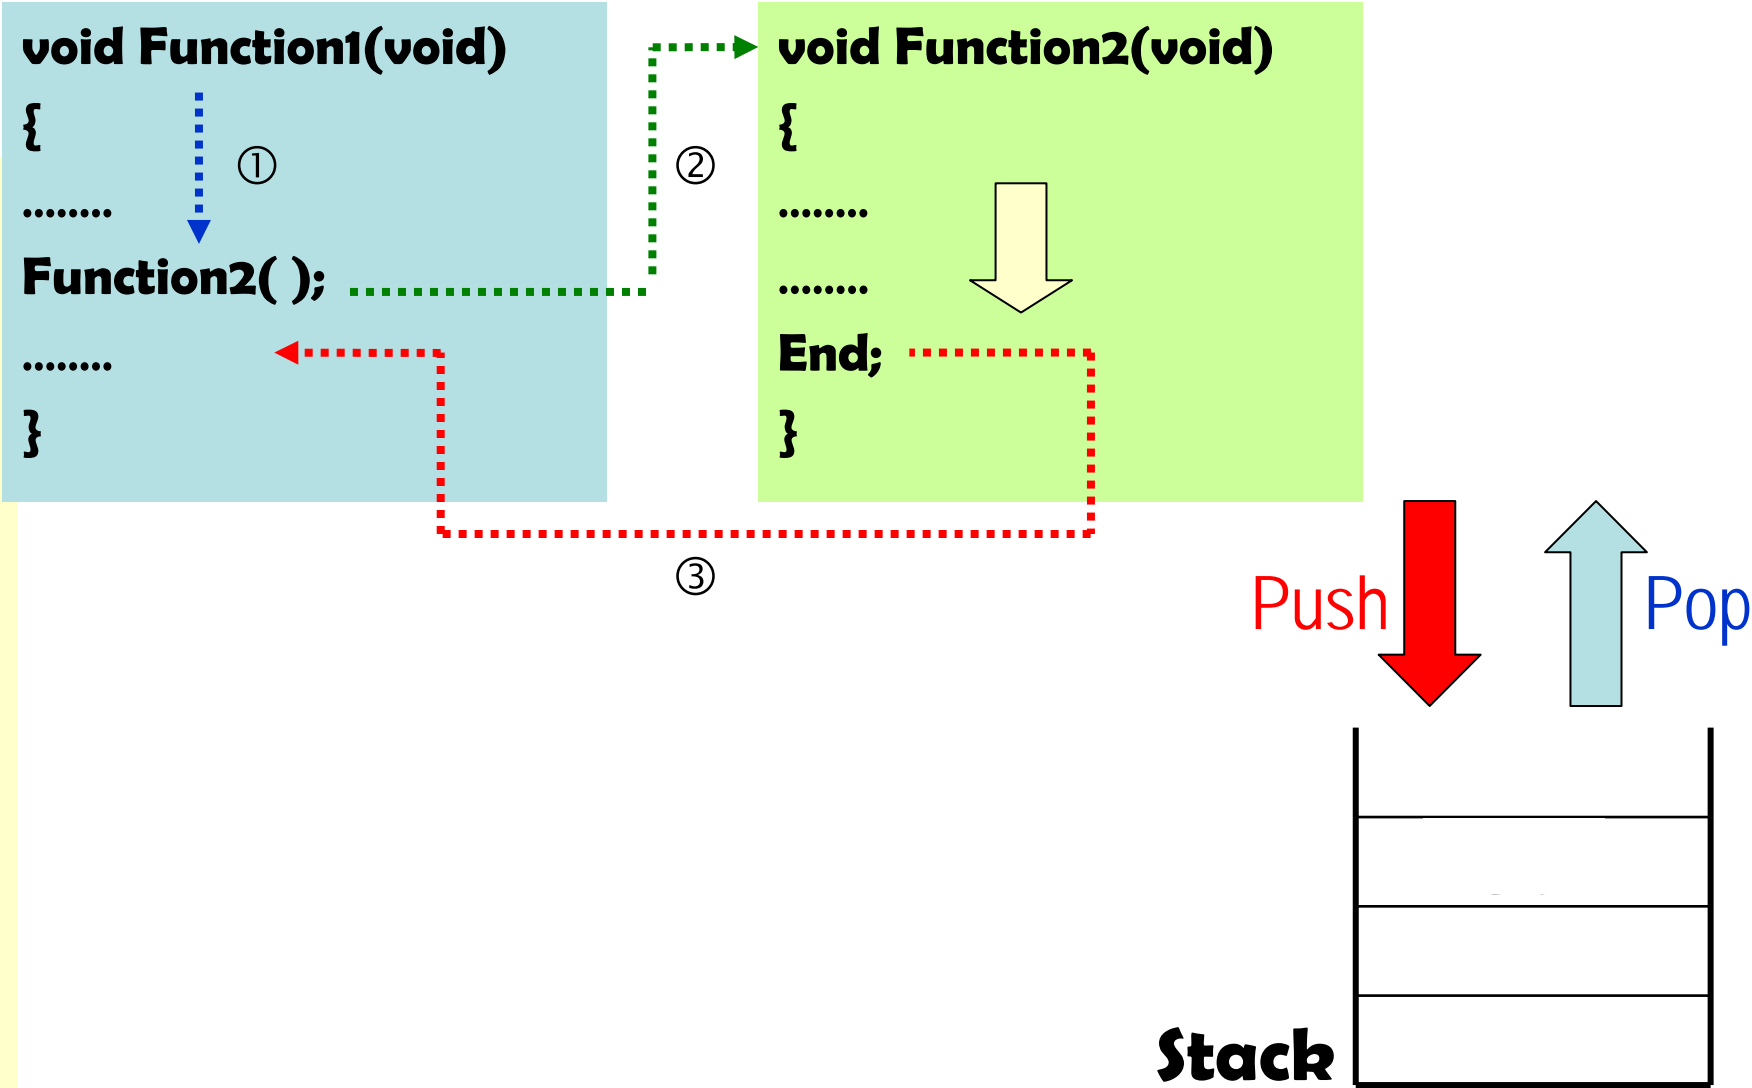 void Function1(void)
{
........
Function2( );
........
}
①
②
void Function2(void)
{
........
........
End;
}
③
Push
Pop
Stack